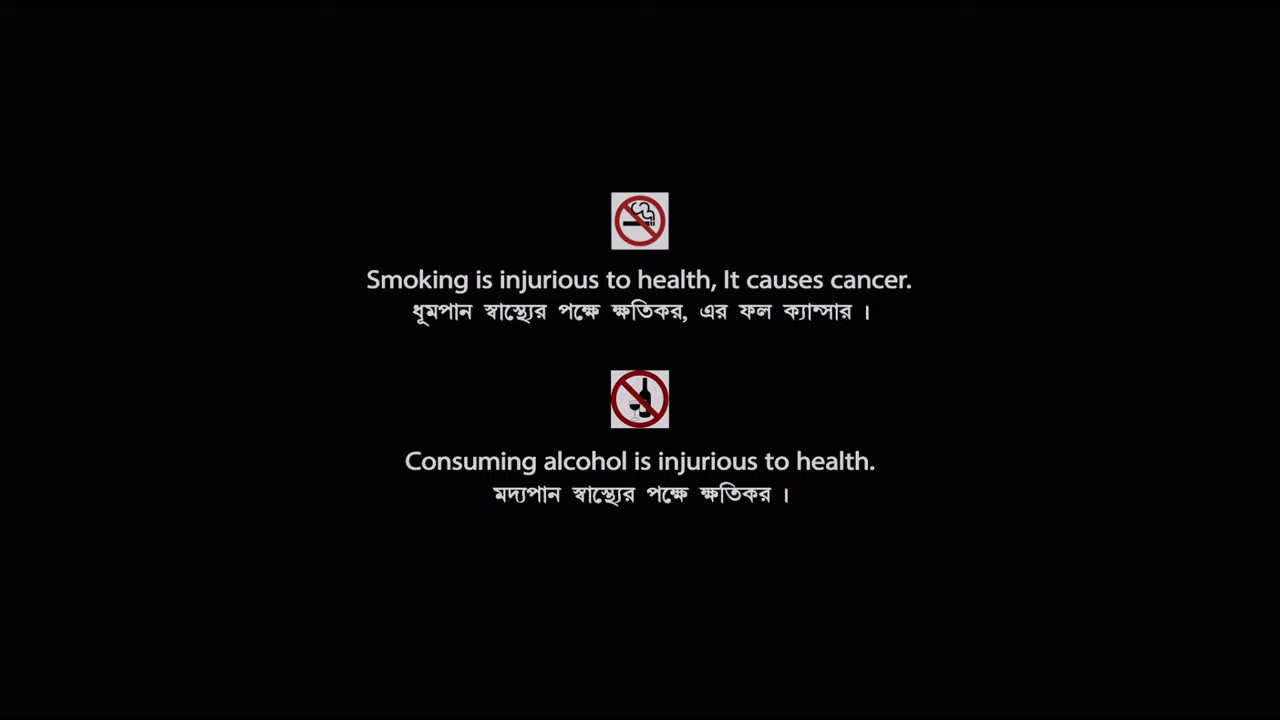 Smoking is injurious to health, It causes cancer.
ধূমপান স্বাস্থ্যের পক্ষে ক্ষতিকর, এর ফল ক্যান্সার ।
Consuming alcohol is injurious to health.
মদ্যপান স্বাস্থ্যের পক্ষে ক্ষতিকর ।